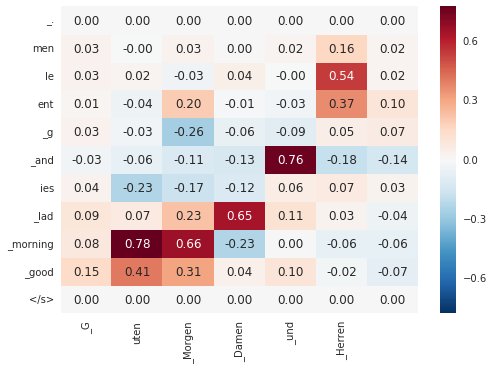 _. 0.00 0.00 0.00 0.00 0.00 0.00 0.00
men 0.03 -0.00 0.03 0.00 0.02 0.16 0.02
le 0.03 0.02 -0.03 0.04 -0.00 0.54 0.02
ent 0.01 -0.04 0.20 -0.01 -0.03 0.37 0.10
_g 0.03 -0.03 -0.26 -0.06 -0.09 0.05 0.07
_and -0.03 -0.06 -0.11 -0.13 0.76 -0.18 -0.14
ies 0.04 -0.23 -0.17 -0.12 0.06 0.07 0.03
_lad 0.09 0.07 0.23 0.65 0.11 0.03 -0.04
_morning 0.08 0.78 0.66 -0.23 0.00 -0.06 -0.06
_good 0.15 0.41 0.31 0.04 0.10 -0.02 -0.07
</s> 0.00 0.00 0.00 0.00 0.00 0.00 0.00
_G uten _Morgen _Damen _und _Herren
0.6
0.3
0.0
−0.3
−0.6